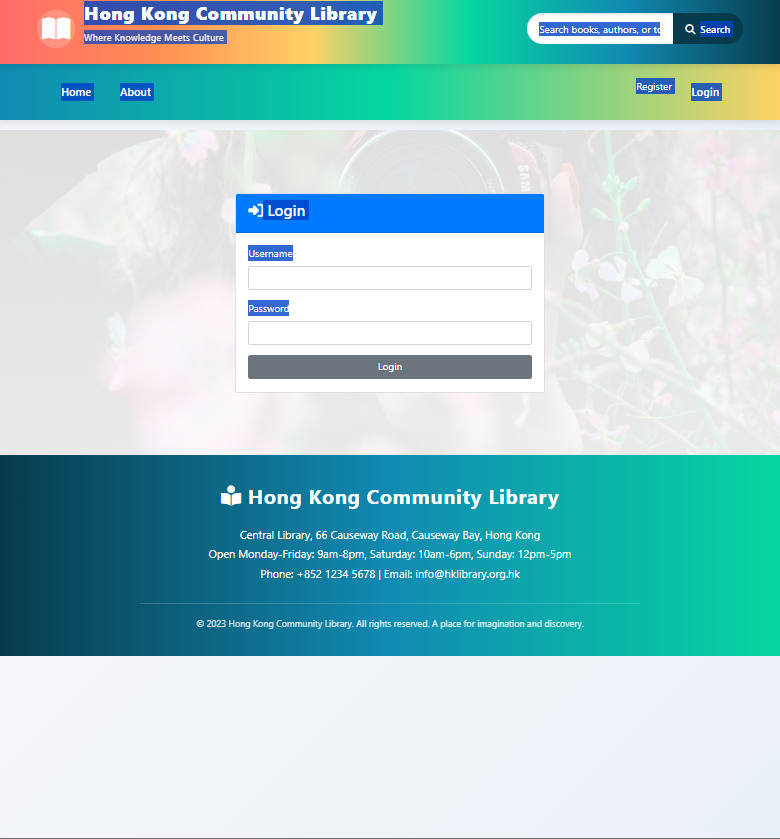 Hong Kong Community Library
Where Knowledge Meets Culture
Search books, authors, or to
Search
Home
About
Register
Login
SAM
Login
Username
Password
Login
Hong Kong Community Library
Central Library, 66 Causeway Road, Causeway Bay, Hong Kong
Open Monday-Friday: 9am-8pm, Saturday: 10am-6pm, Sunday: 12pm-5pm
Phone: +852 1234 5678 | Email: info@hklibrary.org.hk
© 2023 Hong Kong Community Library. All rights reserved. A place for imagination and discovery.